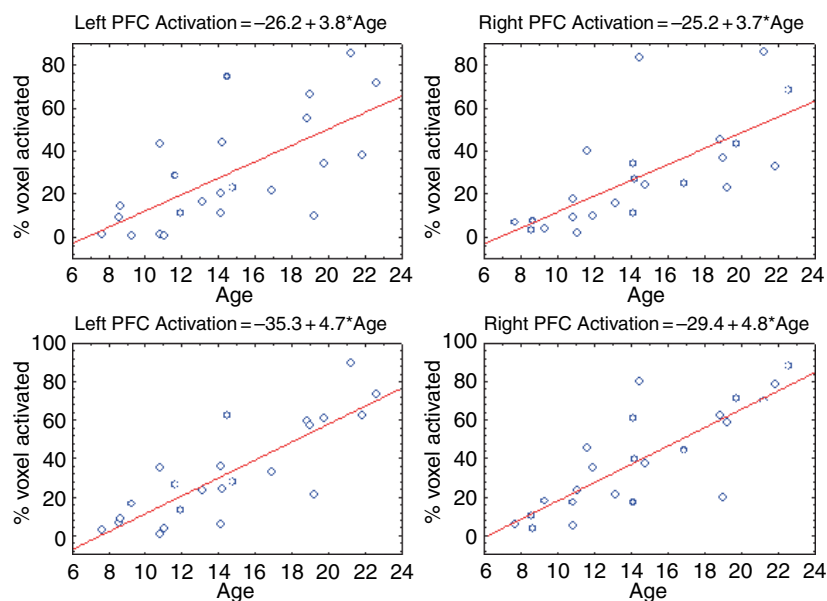 Left PFC Activation = −26.2 + 3.8*Age
% voxel activated
80
60
40
20
0
6 8 10 12 14 16 18 20 22 24
Age
Right PFC Activation = −25.2 + 3.7*Age
% voxel activated
80
60
40
20
0
6 8 10 12 14 16 18 20 22 24
Age
Left PFC Activation = −35.3 + 4.7*Age
% voxel activated
100
80
60
40
20
0
6 8 10 12 14 16 18 20 22 24
Age
Right PFC Activation = −29.4 + 4.8*Age
% voxel activated
100
80
60
40
20
0
6 8 10 12 14 16 18 20 22 24
Age